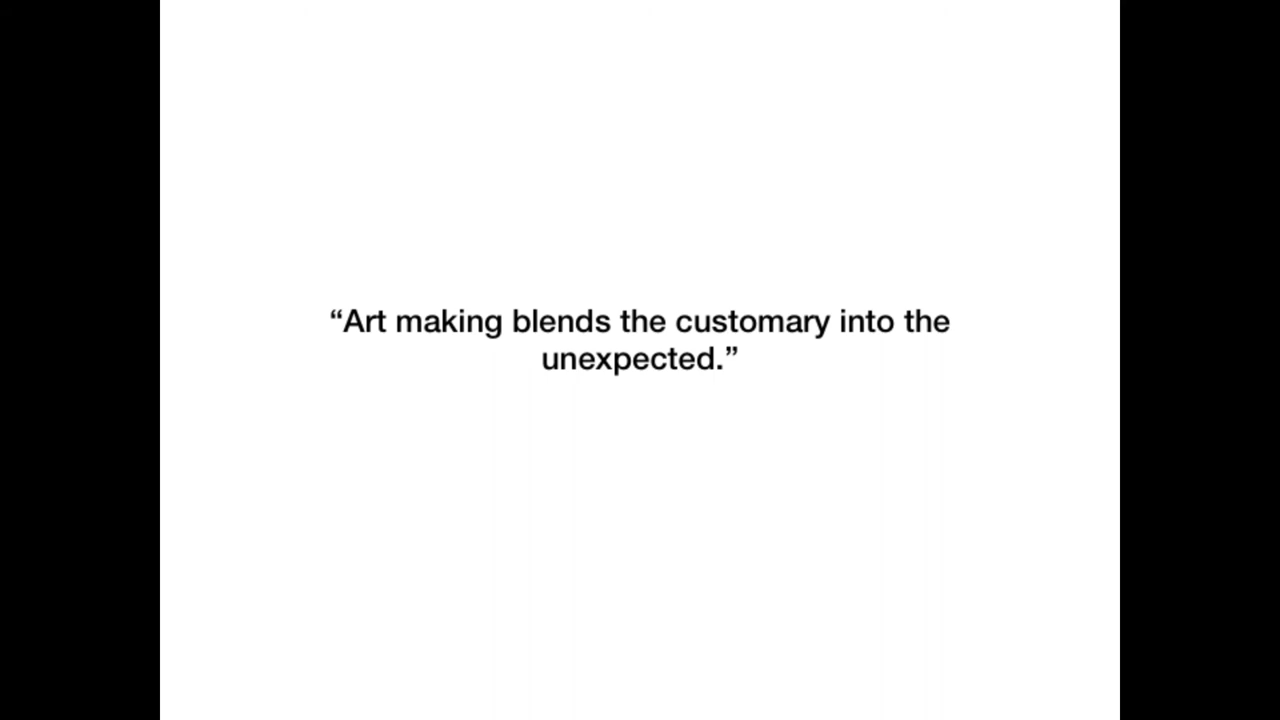 “Art making blends the customary into the
unexpected.”